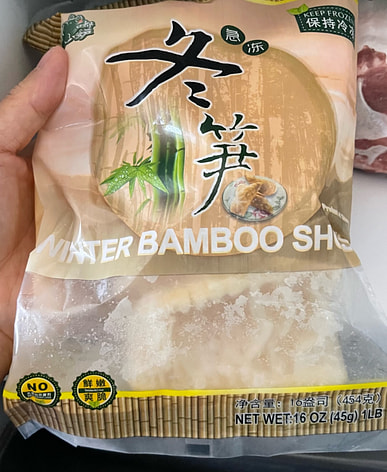 KEEP FROZEN
保持冷冻
急冻
冬笋
WINTER BAMBOO SHO
NO
鲜嫩
爽脆
净含量：16盎司（454克）
NET WET:16 OZ (45g) 1LB